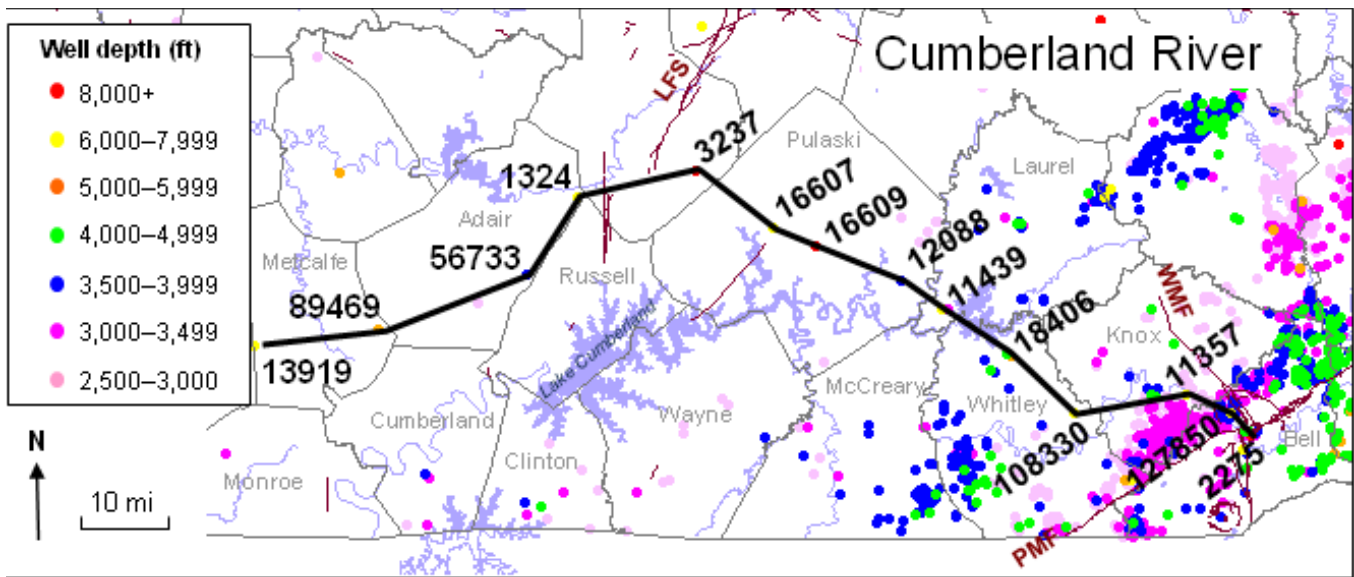 Well depth (ft)
8,000+
6,000–7,999
5,000–5,999
4,000–4,999
3,500–3,999
3,000–3,499
2,500–3,000
Cumberland River
LFS
3237
Pulaski
Laurel
1324
16607
16609
Adair
12088
56733
Metcalfe
Russell
11439
WMF
89469
18406
Knox
11357
Lake Cumberland
13919
McCreary
Whitley
Cumberland
Wayne
108330
127850
2275
Bell
Clinton
Monroe
PMF
N
10 mi